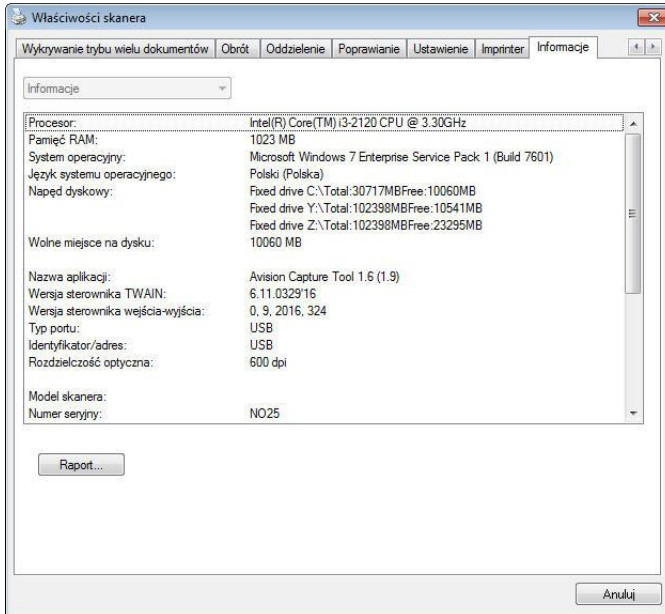 Właściwości skanera
Wykrywanie trybu wielu dokumentów Obrót Oddzielenie Poprawianie Ustawienie Imprinter Informacje
Informacje
Procesor: Intel(R) Core(TM) i3-2120 CPU @ 3.30GHz
Pamięć RAM: 1023 MB
System operacyjny: Microsoft Windows 7 Enterprise Service Pack 1 (Build 7601)
Język systemu operacyjnego: Polski (Polska)
Napęd dyskowy: Fixed drive C:\Total:30717MBFree:10060MB
Fixed drive Y:\Total:102398MBFree:10541MB
Fixed drive Z:\Total:102398MBFree:23295MB
Wolne miejsce na dysku: 10060 MB
Nazwa aplikacji: Avision Capture Tool 1.6 (1.9)
Wersja sterownika TWAIN: 6.11.0329'16
Wersja sterownika wejścia-wyjścia: 0, 9, 2016, 324
Typ portu: USB
Identyfikator/adres: USB
Rozdzielczość optyczna: 600 dpi
Model skanera:
Numer seryjny: NO25
Raport...
Anuluj